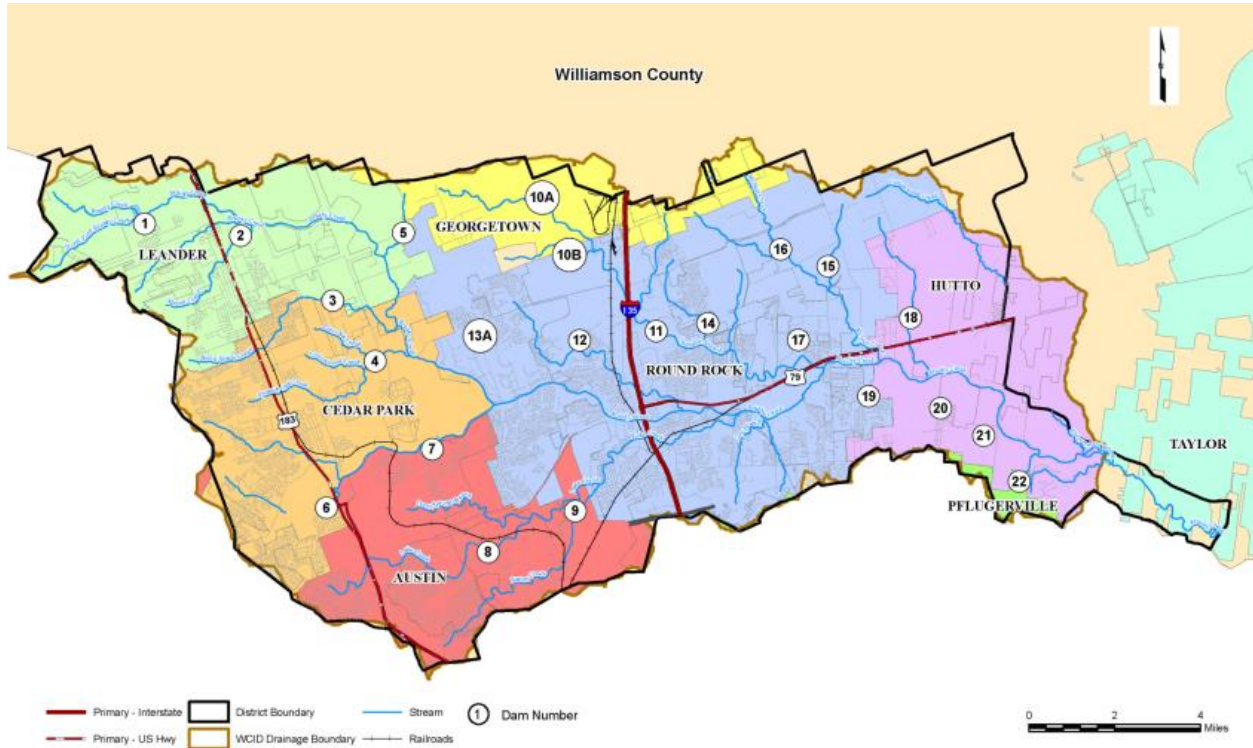 Williamson County
10A
1
GEORGETOWN
5
2
LEANDER
10B
16
15
HUTTO
3
135
18
13A
11
14
12
17
4
ROUND ROCK
79
CEDAR PARK
19
183
20
7
21
TAYLOR
22
6
9
PFLUGERVILLE
8
AUSTIN
Primary - Interstate
District Boundary
Stream
1
Dam Number
Primary - US Hwy
WCID Drainage Boundary
Railroads
0
2
4
Miles